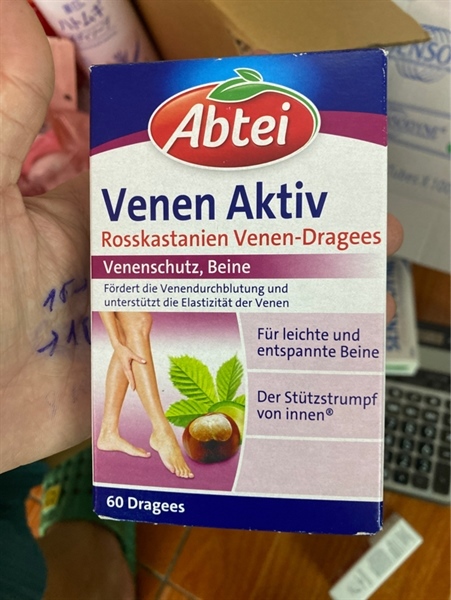 Abtei
Venen Aktiv
Rosskastanien Venen-Dragees
Venenschutz, Beine
Fördert die Venendurchblutung und
unterstützt die Elastizität der Venen
Für leichte und
entspannte Beine
Der Stützstrumpf
von innen®
60 Dragees